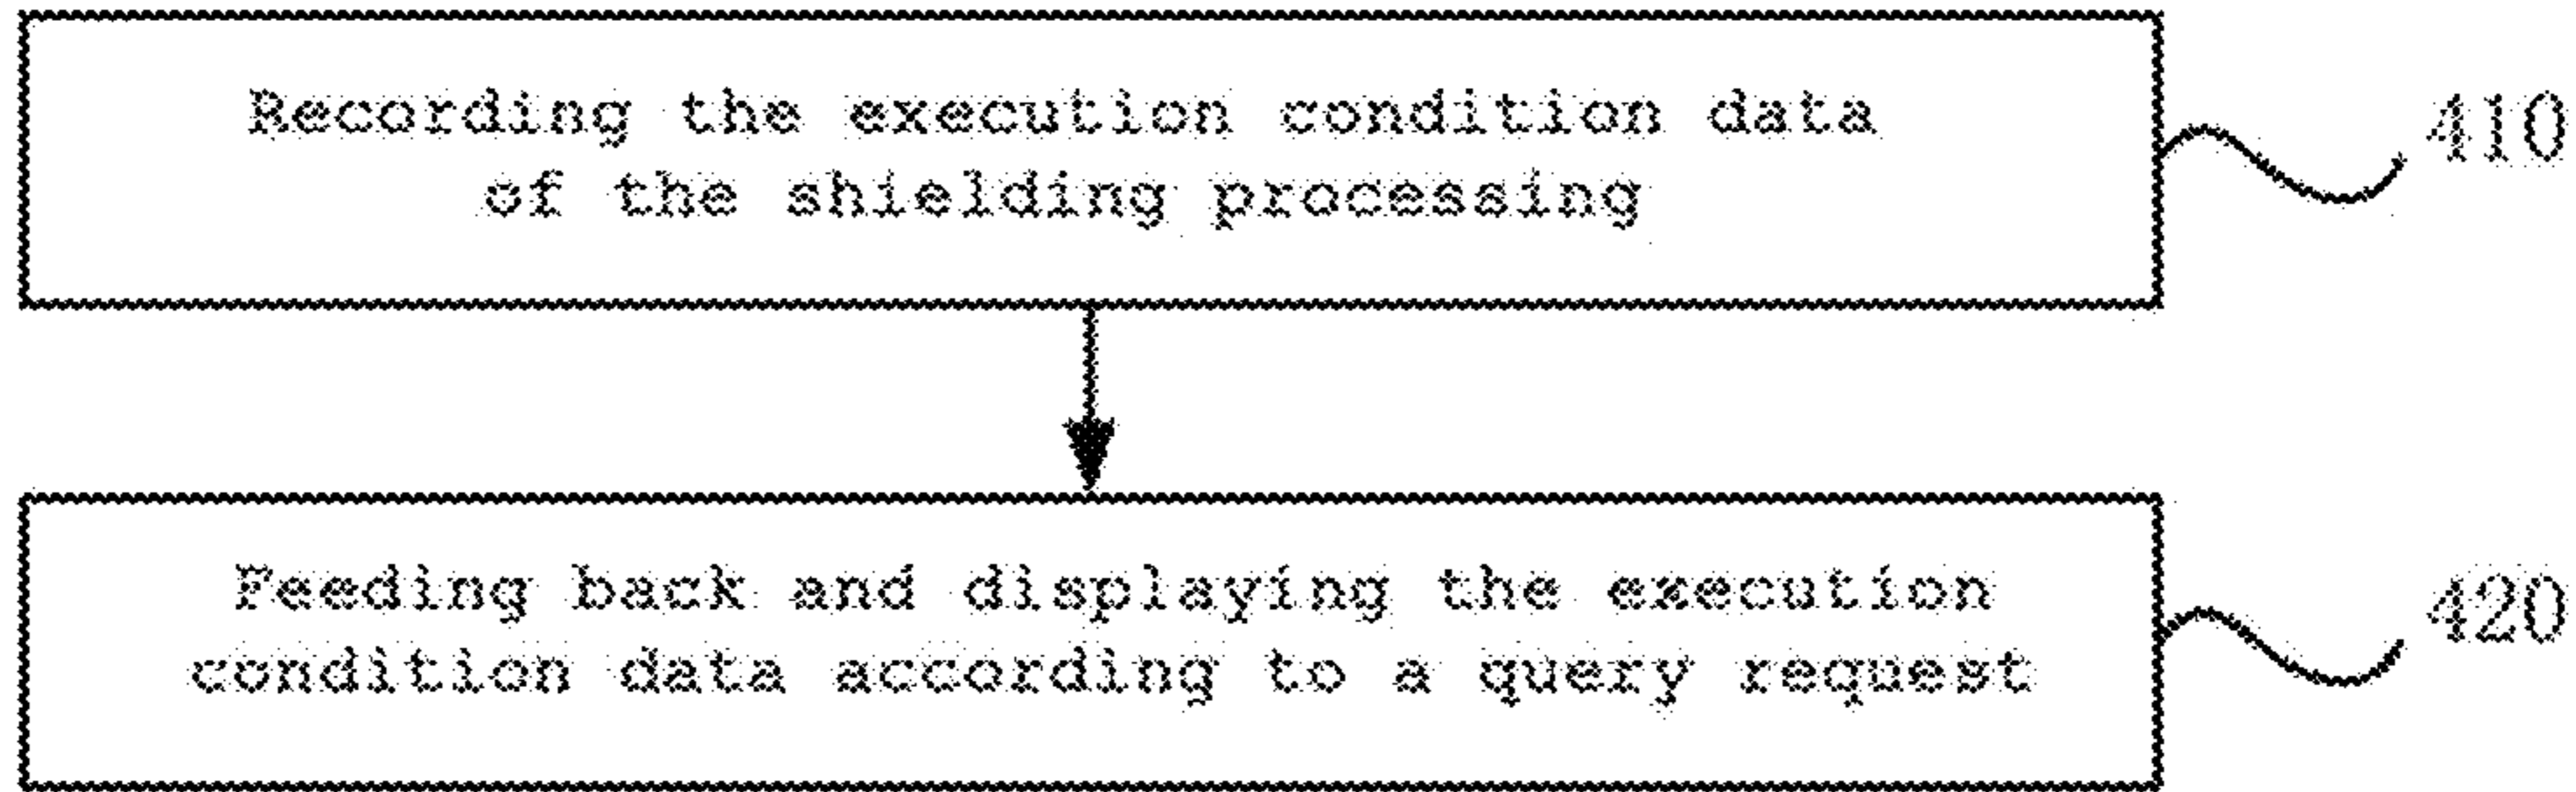 Recording the execution condition data
of the shielding processing
410
Feeding back and displaying the execution
condition data according to a query request
420